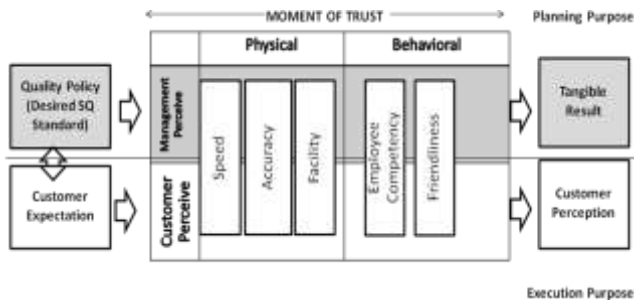 MOMENT OF TRUST
Planning Purpose
Physical
Behavioral
Quality Policy
(Desired SQ
Standard)
Management
Perceive
Speed
Accuracy
Facility
Employee
Competency
Friendliness
Tangible
Result
Customer
Expectation
Customer
Perceive
Customer
Perception
Execution Purpose